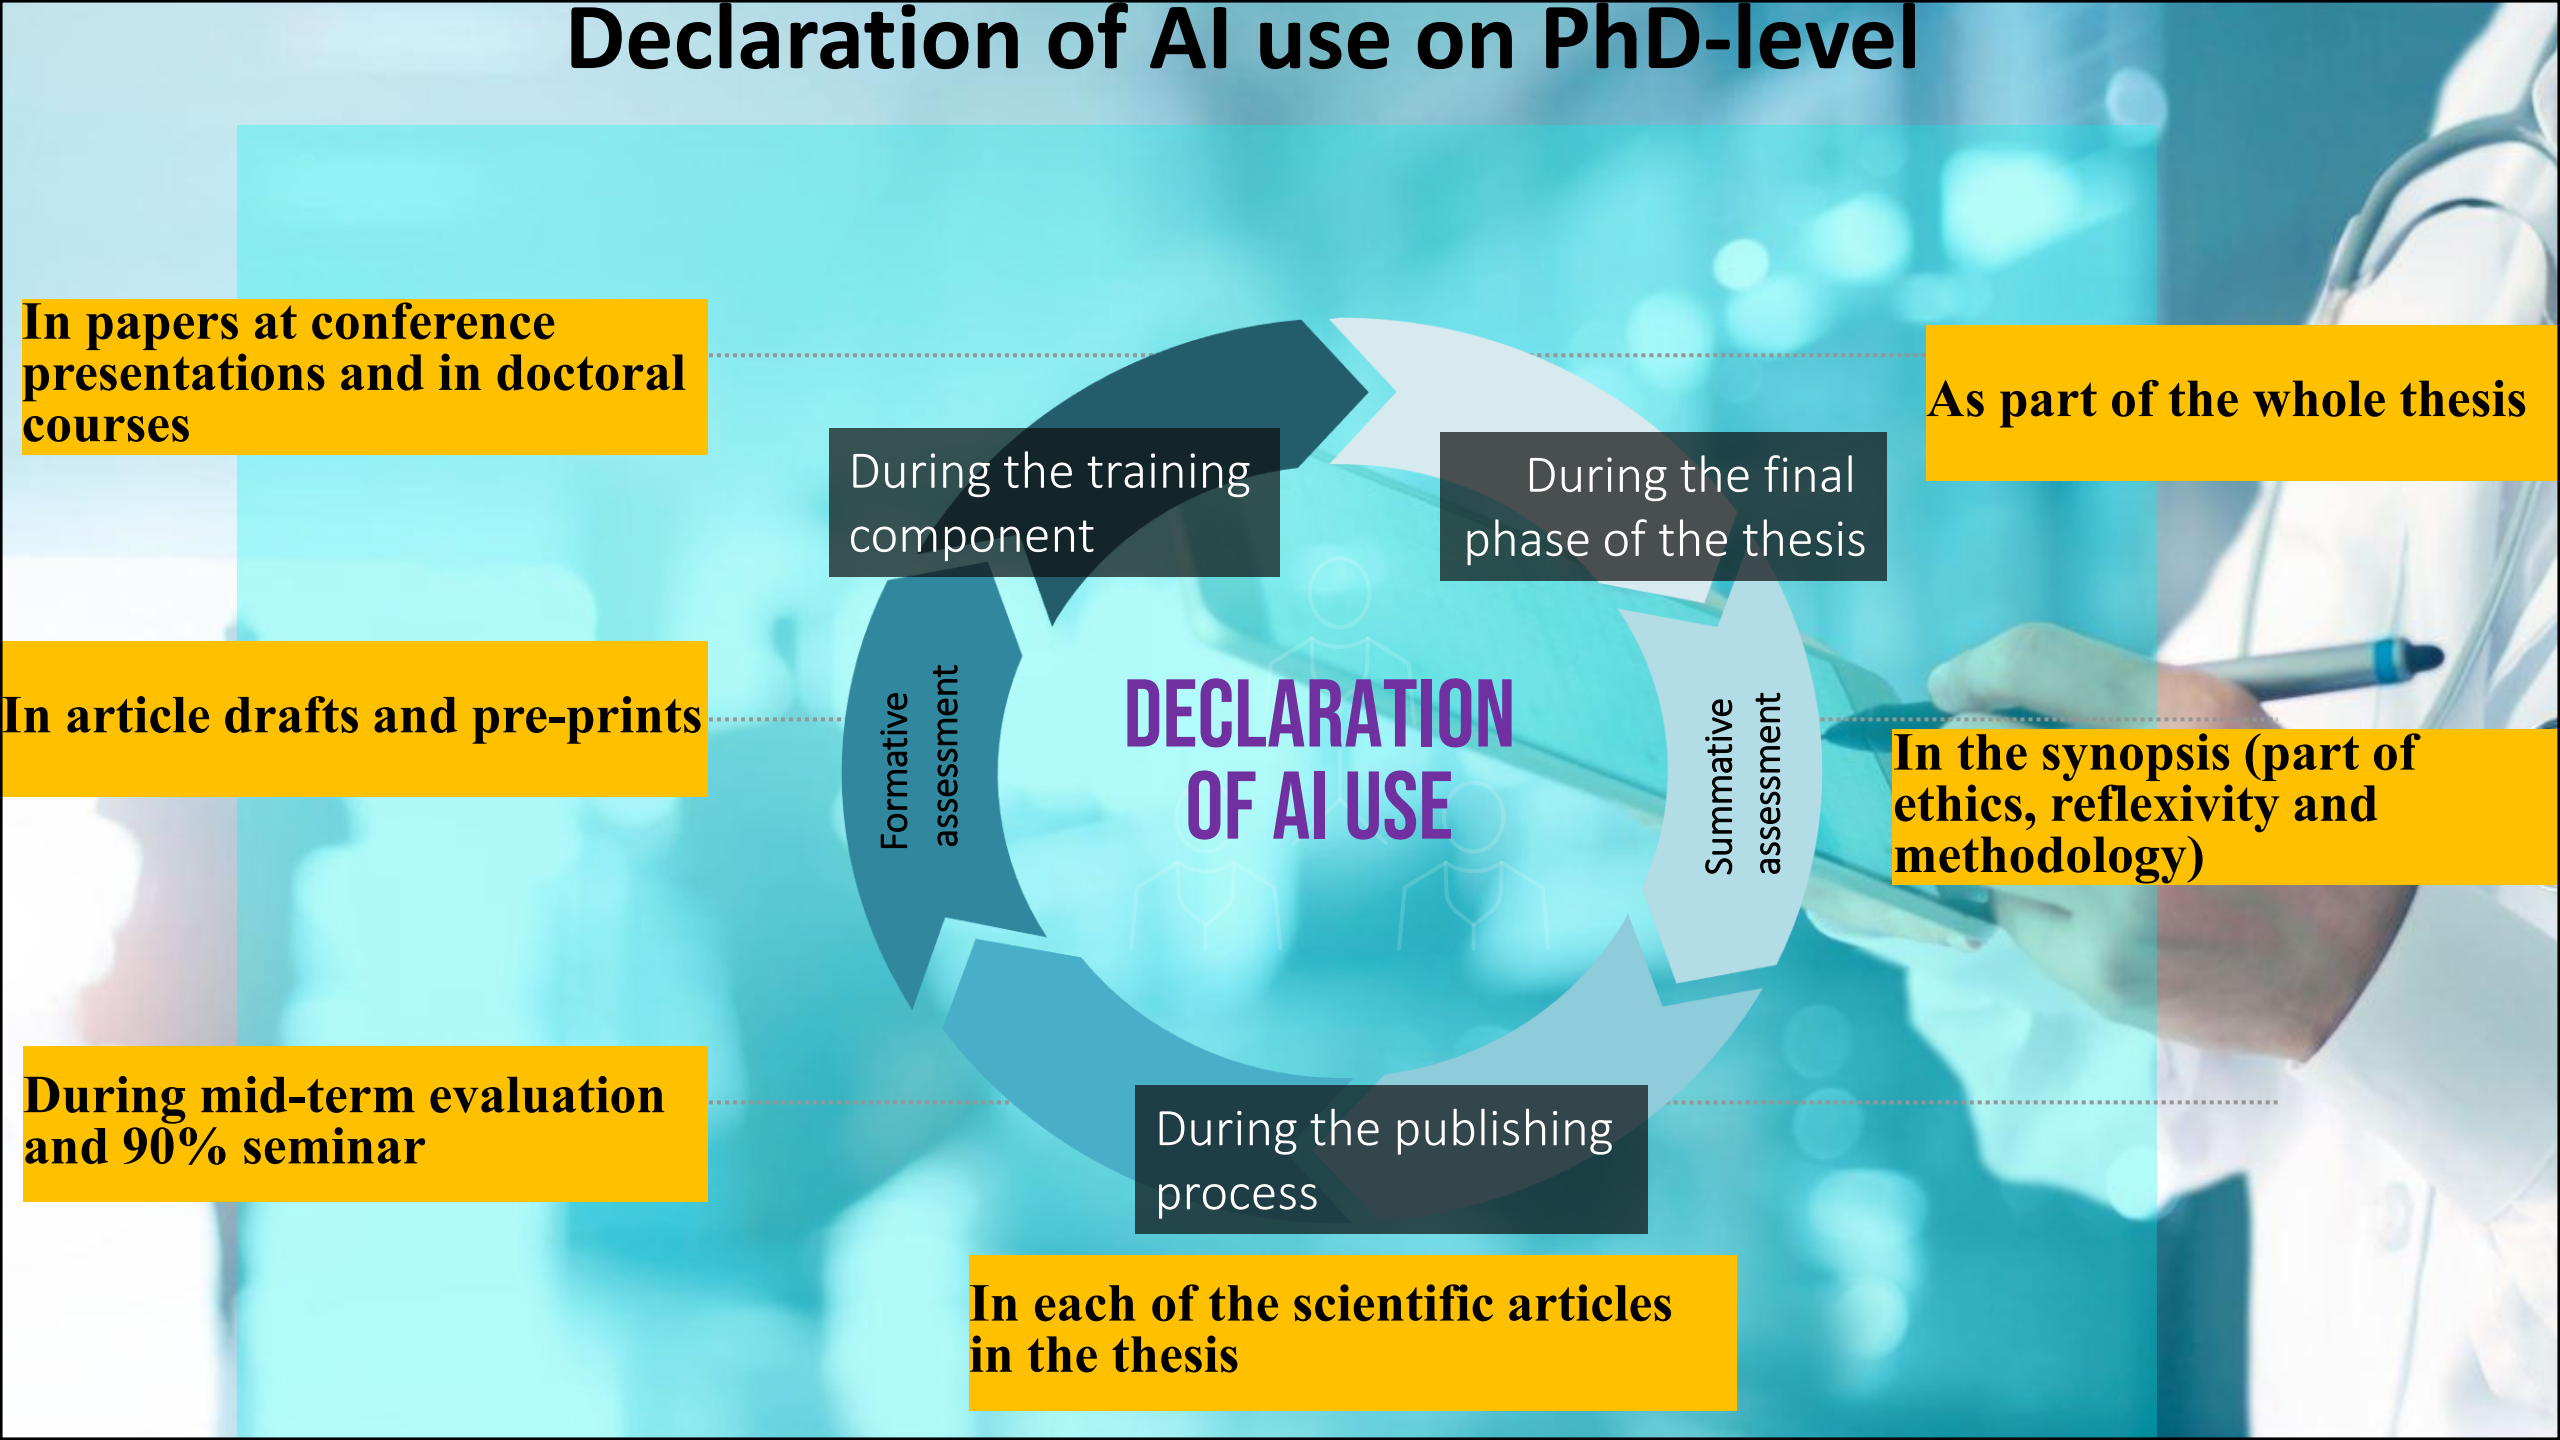 Declaration of AI use on PhD-level
In papers at conference
presentations and in doctoral
courses
As part of the whole thesis
During the training
component
During the final
phase of the thesis
In article drafts and pre-prints
Formative
assessment
DECLARATION
OF AI USE
Summative
assessment
In the synopsis (part of
ethics, reflexivity and
methodology)
During mid-term evaluation
and 90% seminar
During the publishing
process
In each of the scientific articles
in the thesis